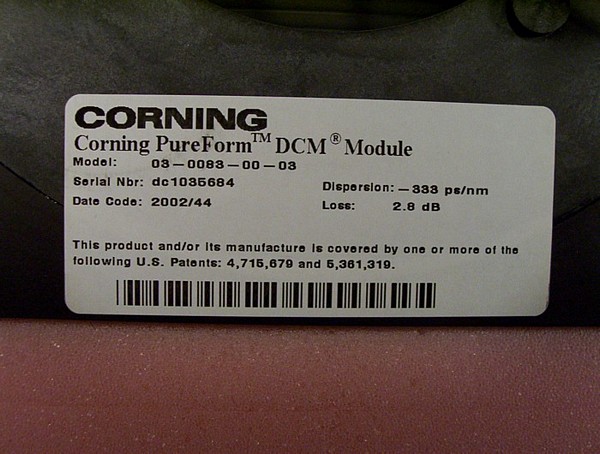 CORNING
Corning PureForm™ DCM® Module
Model: 03-0083-00-03
Serial Nbr: dc1035684
Dispersion: -333 ps/nm
Date Code: 2002/44
Loss: 2.8 dB
This product and/or its manufacture is covered by one or more of the
following U.S. Patents: 4,715,679 and 5,361,319.